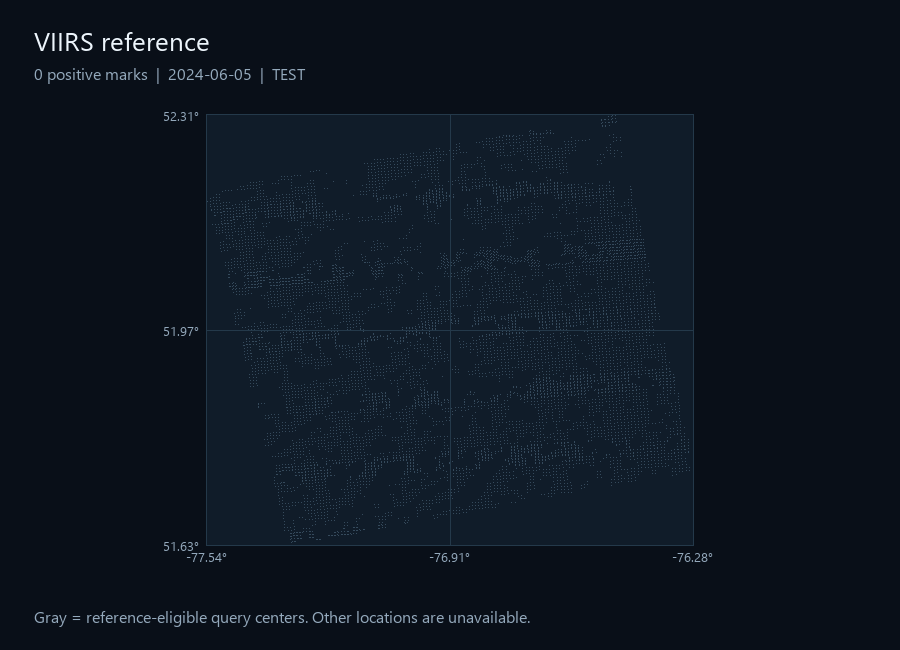 VIIRS reference
0 positive marks | 2024-06-05 | TEST
52.31°
51.97°
51.63°
-77.54°
-76.91°
-76.28°
Gray = reference-eligible query centers. Other locations are unavailable.